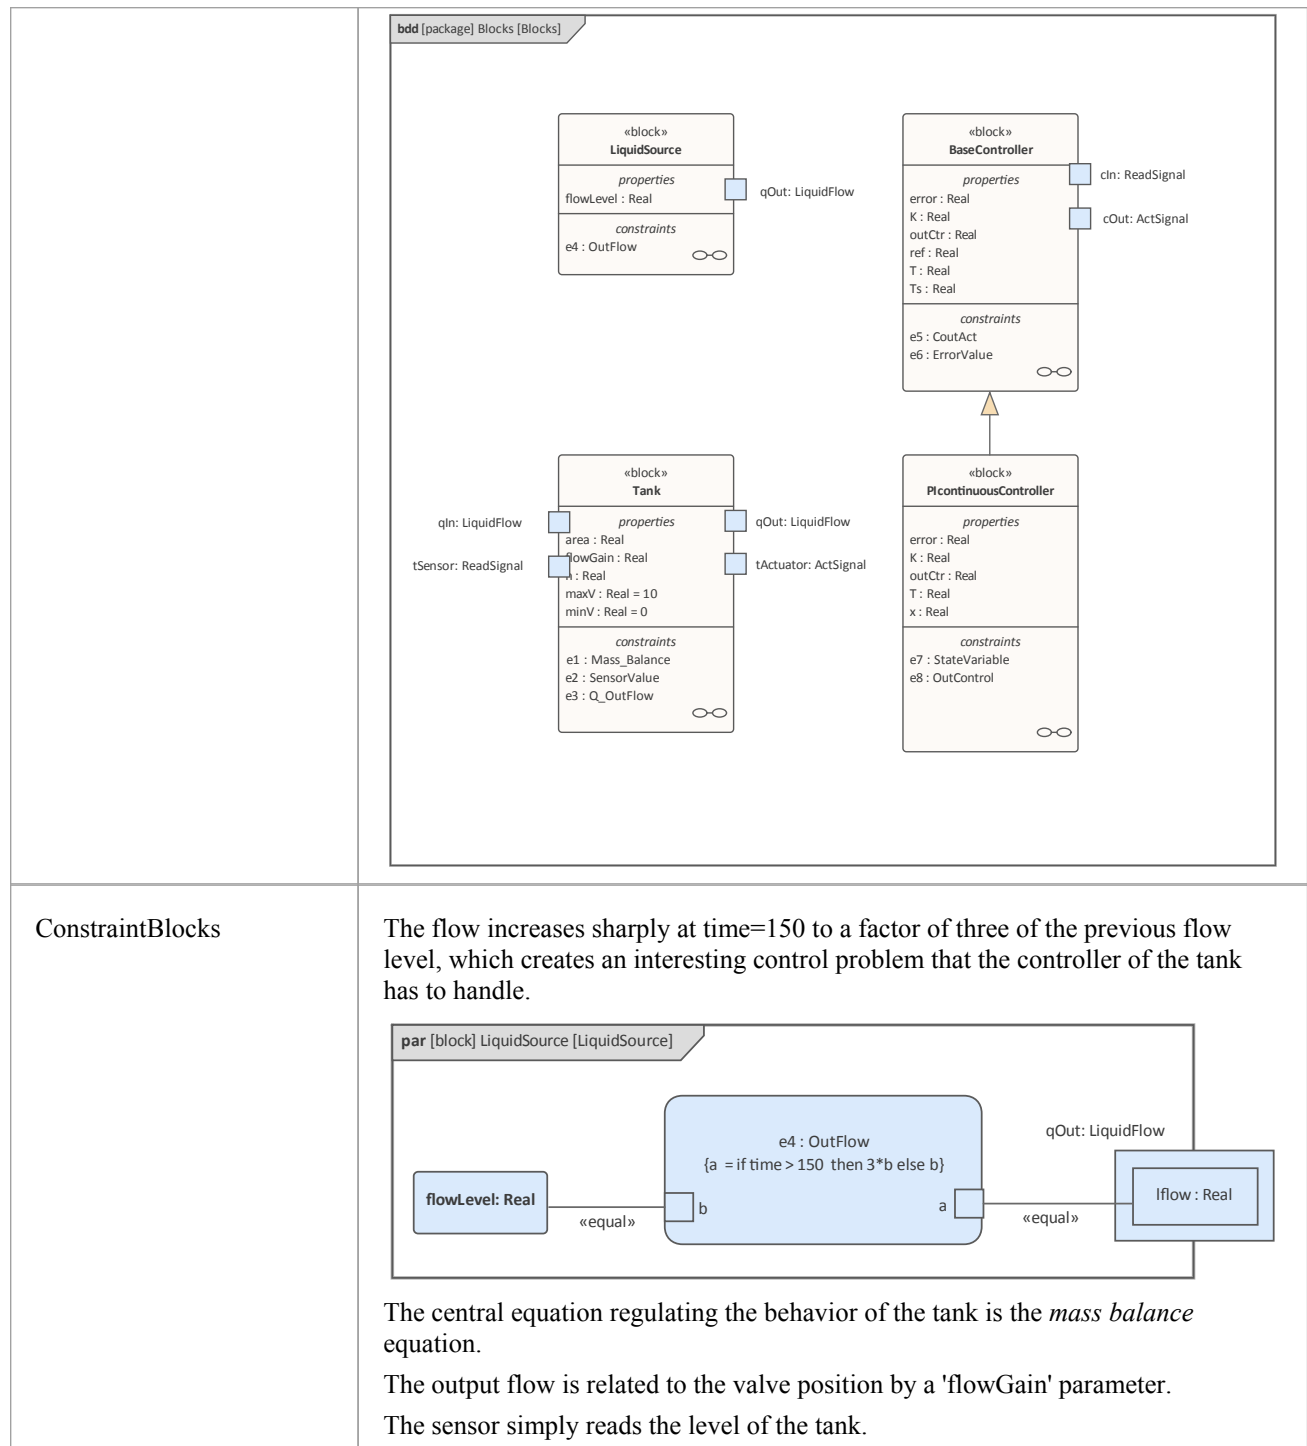 bdd [package] Blocks [Blocks]
«block»
LiquidSource
properties
flowLevel : Real
constraints
e4 : OutFlow
qOut: LiquidFlow
«block»
BaseController
properties
error : Real
K : Real
outCtr : Real
ref : Real
T : Real
Ts : Real
constraints
e5 : CoutAct
e6 : ErrorValue
cIn: ReadSignal
cOut: ActSignal
«block»
Tank
properties
area : Real
flowGain : Real
: Real
maxV : Real = 10
minV : Real = 0
constraints
e1 : Mass_Balance
e2 : SensorValue
e3 : Q_OutFlow
qIn: LiquidFlow
tSensor: ReadSignal
qOut: LiquidFlow
tActuator: ActSignal
«block»
PIcontinuousController
properties
error : Real
K : Real
outCtr : Real
T : Real
x : Real
constraints
e7 : StateVariable
e8 : OutControl
ConstraintBlocks
The flow increases sharply at time=150 to a factor of three of the previous flow
level, which creates an interesting control problem that the controller of the tank
has to handle.
par [block] LiquidSource [LiquidSource]
flowLevel: Real
«equal»
b
e4 : OutFlow
{a = if time > 150 then 3*b else b}
a
«equal»
qOut: LiquidFlow
lflow : Real
The central equation regulating the behavior of the tank is the mass balance
equation.
The output flow is related to the valve position by a 'flowGain' parameter.
The sensor simply reads the level of the tank.